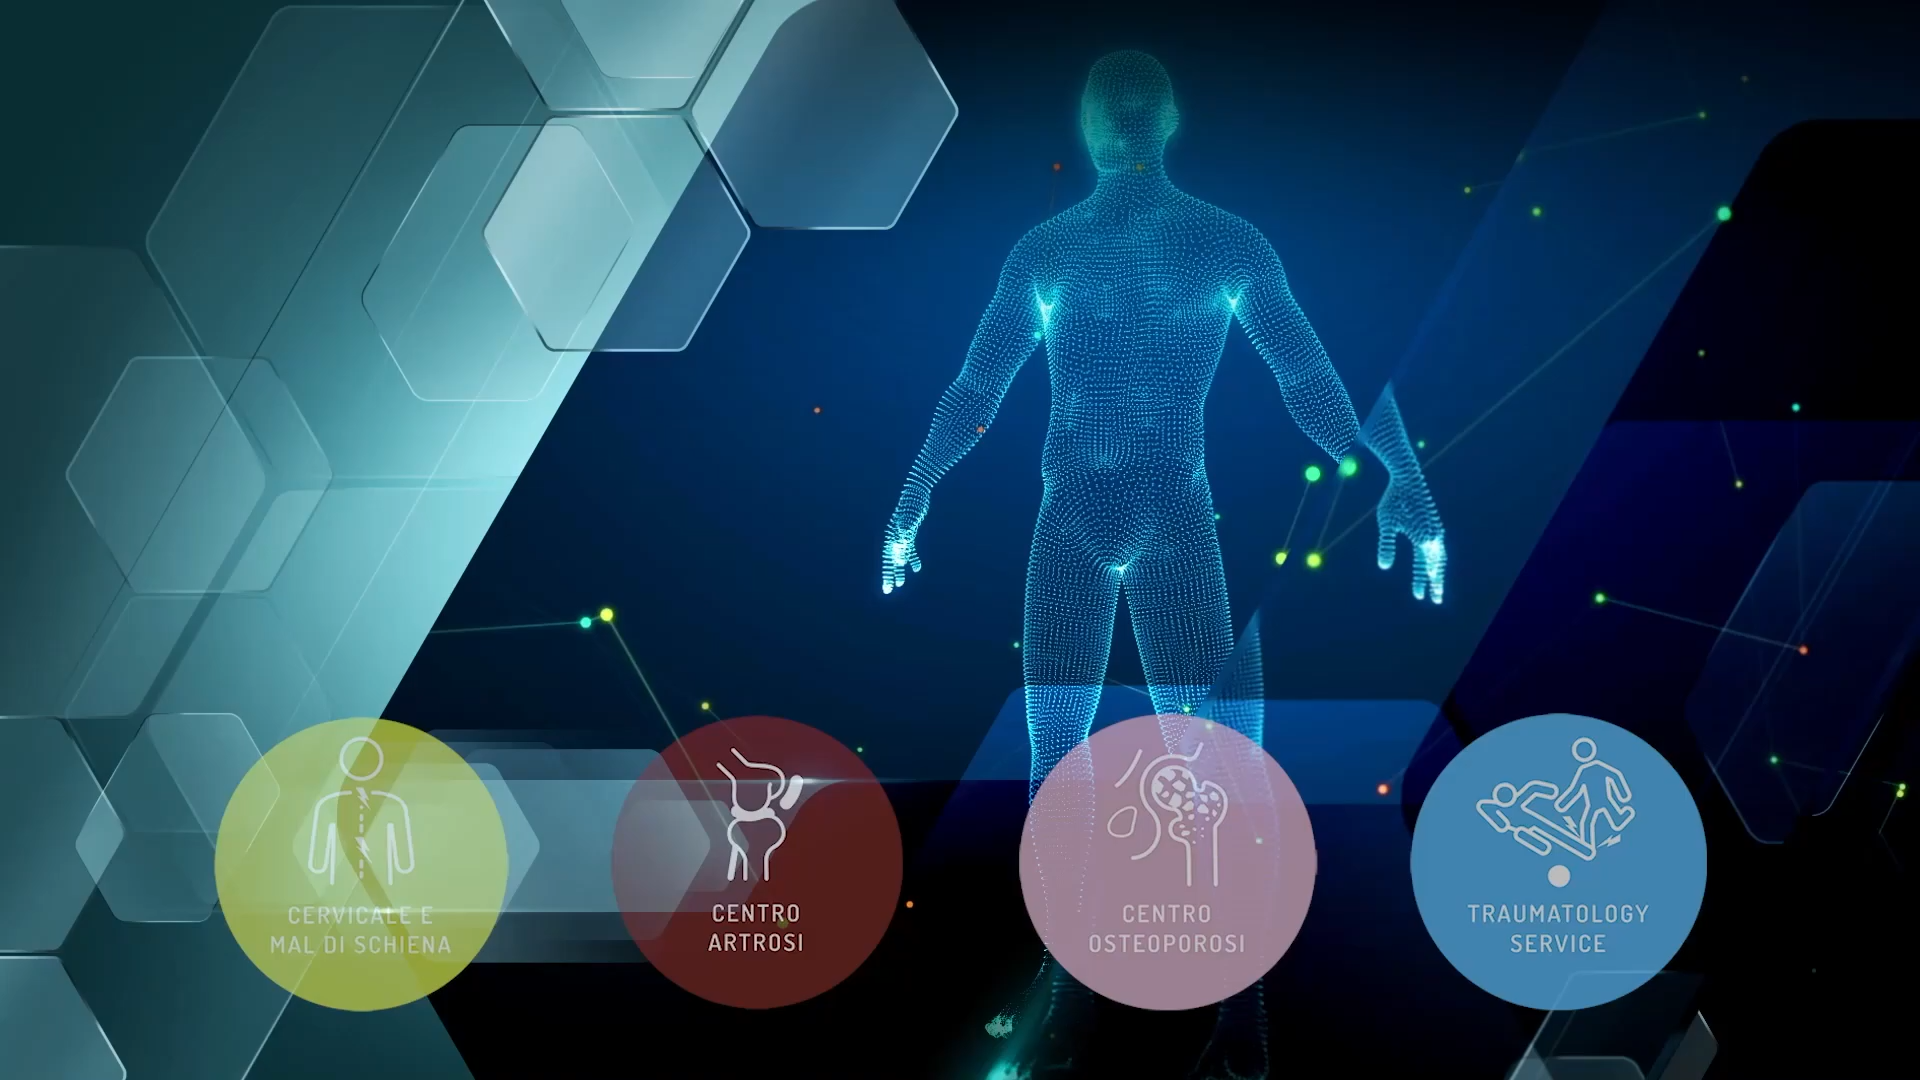 CERVICALE E
MAL DI SCHIENA
CENTRO
ARTROSI
CENTRO
OSTEOPOROSI
TRAUMATOLOGY
SERVICE